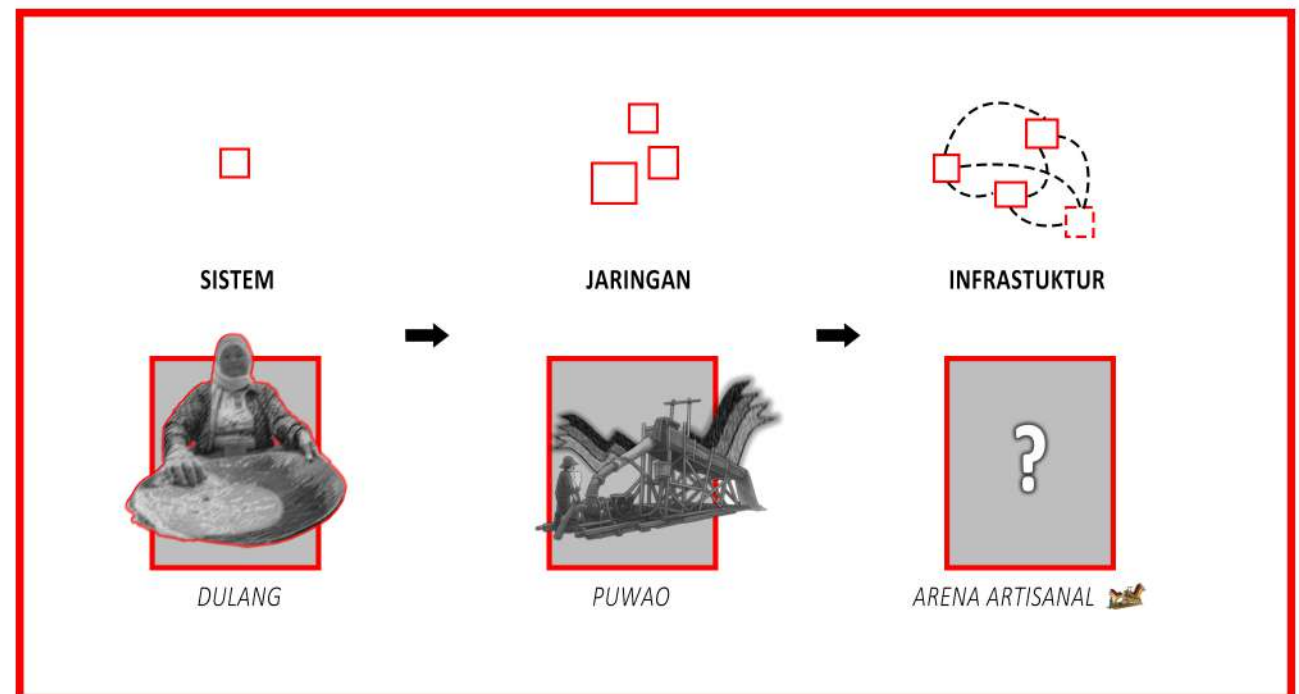 SISTEM
JARINGAN
INFRASTUKTUR
?
DULANG
PUWAO
ARENA ARTISANAL